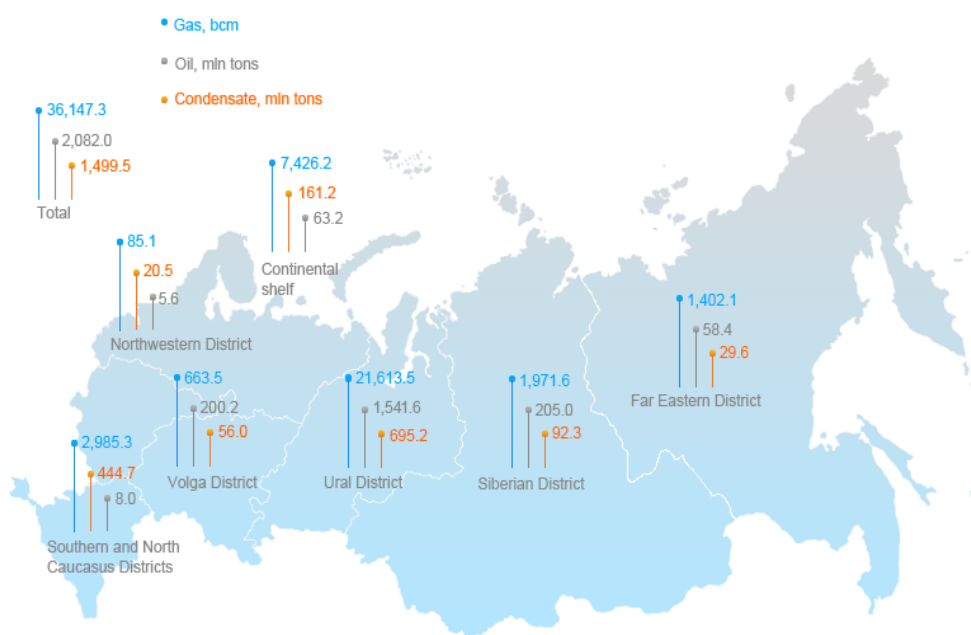 Gas, bcm
Oil, mln tons
Condensate, mln tons
36,147.3
2,082.0
1,499.5
Total
7,426.2
161.2
63.2
Continental
shelf
85.1
20.5
5.6
Northwestern District
1,402.1
58.4
29.6
Far Eastern District
663.5
200.2
56.0
Volga District
21,613.5
1,541.6
695.2
Ural District
1,971.6
205.0
92.3
Siberian District
2,985.3
444.7
8.0
Southern and North
Caucasus Districts